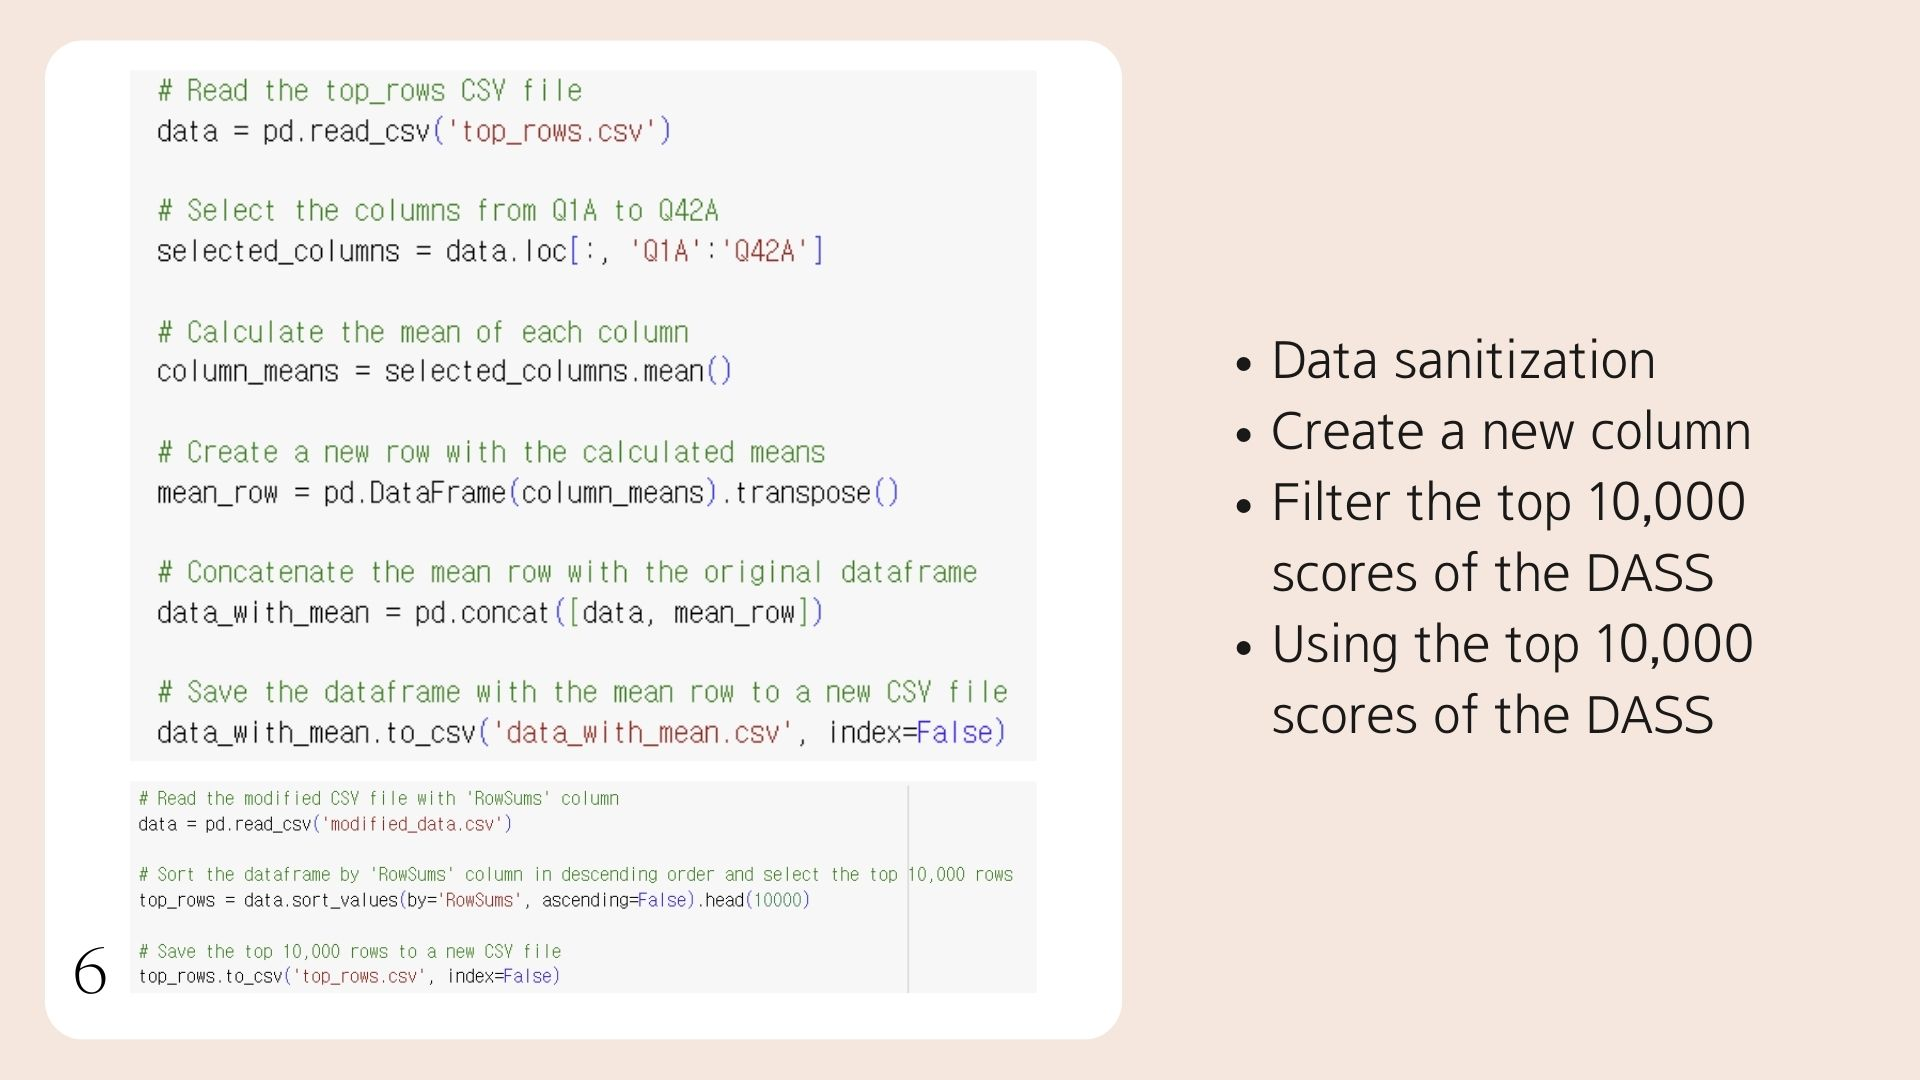 # Read the top_rows CSV file
data = pd.read_csv('top_rows.csv')
# Select the columns from Q1A to Q42A
selected_columns = data.loc[:, 'Q1A':'Q42A']
# Calculate the mean of each column
column_means = selected_columns.mean()
# Create a new row with the calculated means
mean_row = pd.DataFrame(column_means).transpose()
# Concatenate the mean row with the original dataframe
data_with_mean = pd.concat([data, mean_row])
# Save the dataframe with the mean row to a new CSV file
data_with_mean.to_csv('data_with_mean.csv', index=False)
# Read the modified CSV file with 'RowSums' column
data = pd.read_csv('modified_data.csv')
# Sort the dataframe by 'RowSums' column in descending order and select the top 10,000 rows
top_rows = data.sort_values(by='RowSums', ascending=False).head(10000)
# Save the top 10,000 rows to a new CSV file
top_rows.to_csv('top_rows.csv', index=False)
6
• Data sanitization
• Create a new column
• Filter the top 10,000
scores of the DASS
• Using the top 10,000
scores of the DASS